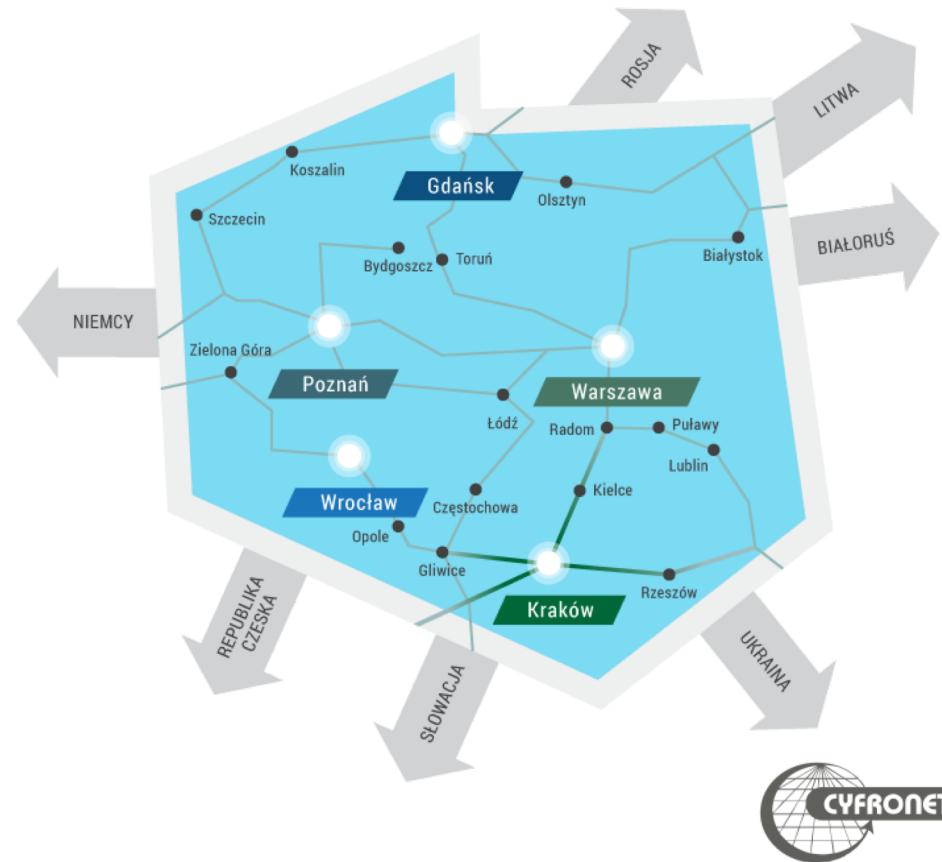 ROSJA
LITWA
Koszalin
Gdańsk
Olsztyn
Szczecin
BIAŁORUŚ
Białystok
Bydgoszcz
Toruń
NIEMCY
Zielona Góra
Poznań
Warszawa
Łódź
Radom
Puławy
Lublin
Kielce
Wrocław
Częstochowa
Opole
Gliwice
Rzeszów
Kraków
REPUBLIKA
CZESKA
SŁOWACJA
UKRAINA
CYFRONET